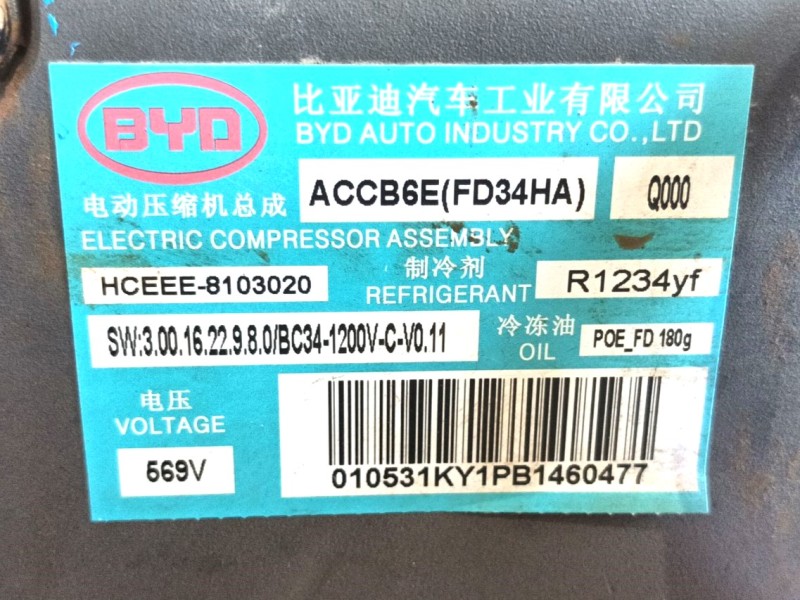 BYD
比亚迪汽车工业有限公司
BYD AUTO INDUSTRY CO.,LTD
电动压缩机总成
ACCB6E(FD34HA)
Q000
ELECTRIC COMPRESSOR ASSEMBLY
HCEEE-8103020
制冷剂
REFRIGERANT
R1234yf
SW:3.00.16.22.9.8.0/BC34-1200V-C-V0.11
冷冻油
OIL
POE_FD 180g
电压
VOLTAGE
569V
010531KY1PB1460477